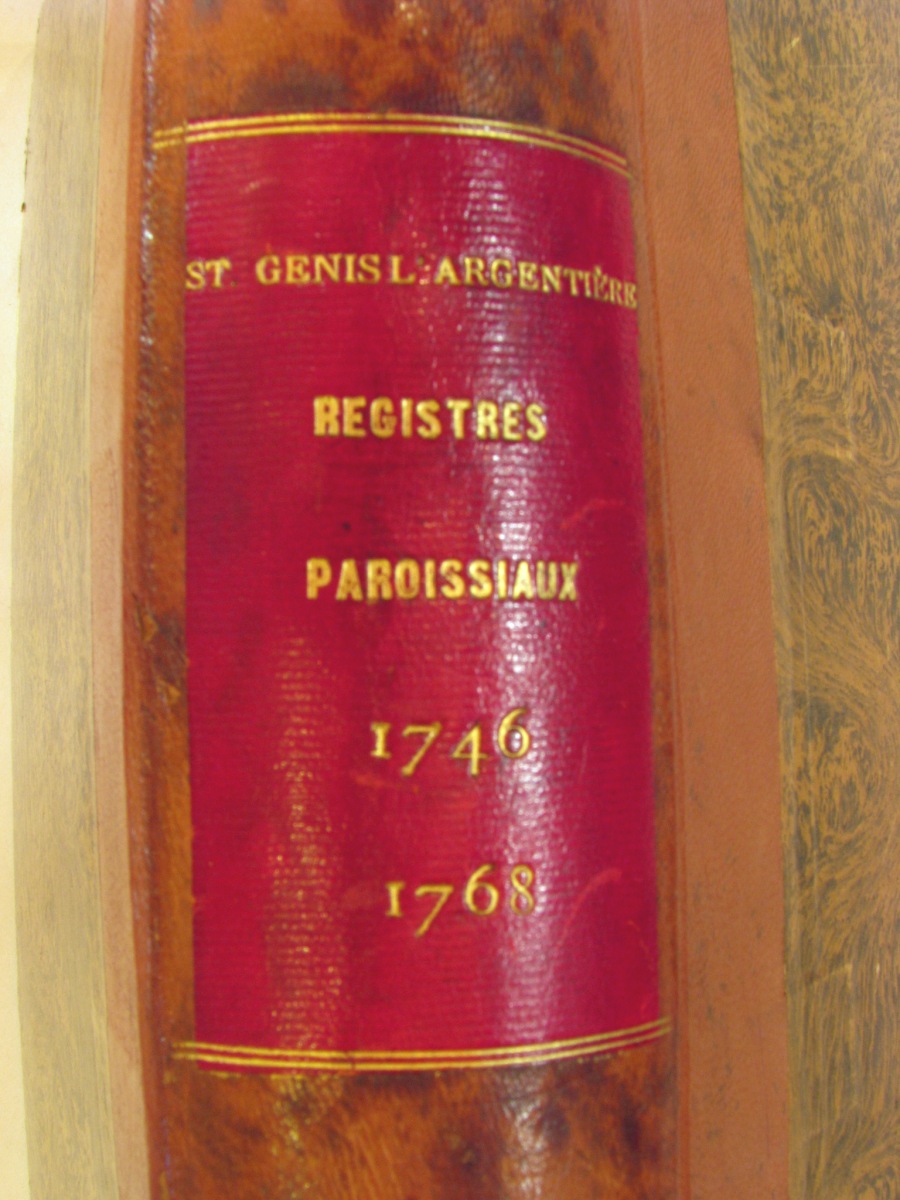 ST. GENIS L'ARGENTIÈRE
REGISTRES
PAROISSIAUX
1746
1768